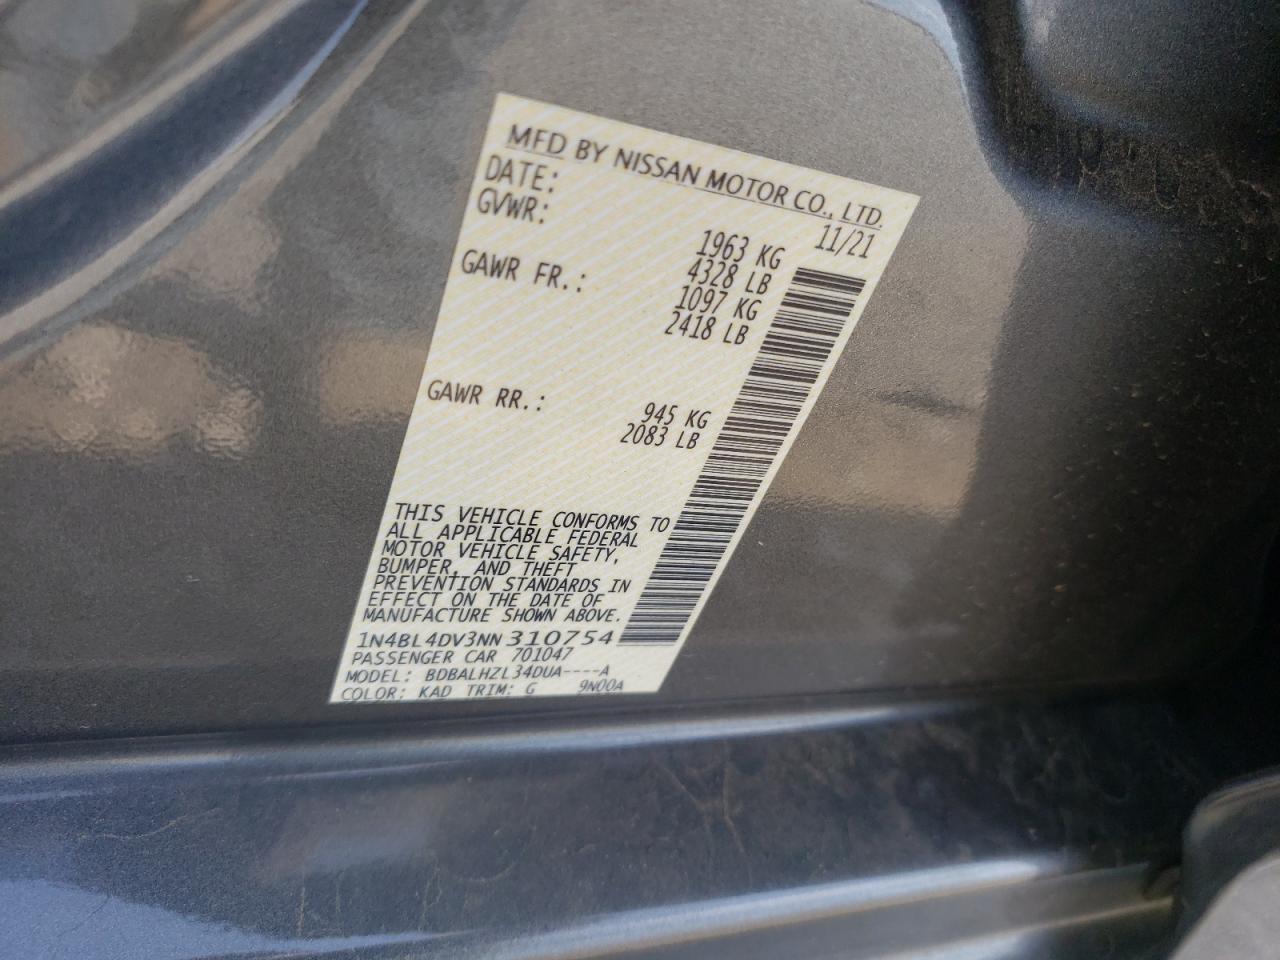 MFD BY NISSAN MOTOR CO., LTD.
DATE: 11/21
GVWR: 1963 KG
4328 LB
GAWR FR.: 1097 KG
2418 LB
GAWR RR.: 945 KG
2083 LB
THIS VEHICLE CONFORMS TO
ALL APPLICABLE FEDERAL
MOTOR VEHICLE SAFETY,
BUMPER, AND THEFT
PREVENTION STANDARDS IN
EFFECT ON THE DATE OF
MANUFACTURE SHOWN ABOVE.
1N4BL4DV3NN310754
PASSENGER CAR 701047
MODEL: BDBALHZL34DUA----A
COLOR: KAD TRIM: G 9N00A